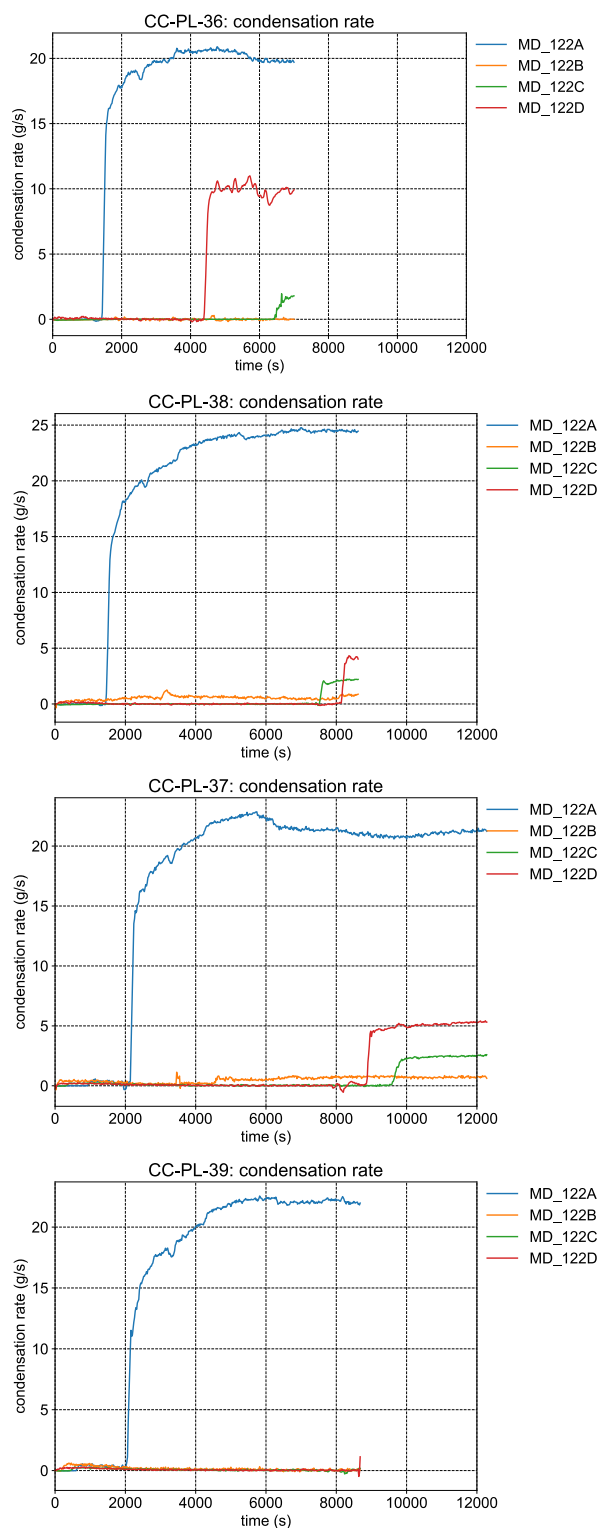 CC-PL-36: condensation rate
condensation rate (g/s)
20
15
10
5
0
0 2000 4000 6000 8000 10000 12000
time (s)
MD_122A
MD_122B
MD_122C
MD_122D
CC-PL-38: condensation rate
condensation rate (g/s)
25
20
15
10
5
0
0 2000 4000 6000 8000 10000 12000
time (s)
MD_122A
MD_122B
MD_122C
MD_122D
CC-PL-37: condensation rate
condensation rate (g/s)
20
15
10
5
0
0 2000 4000 6000 8000 10000 12000
time (s)
MD_122A
MD_122B
MD_122C
MD_122D
CC-PL-39: condensation rate
condensation rate (g/s)
20
15
10
5
0
0 2000 4000 6000 8000 10000 12000
time (s)
MD_122A
MD_122B
MD_122C
MD_122D